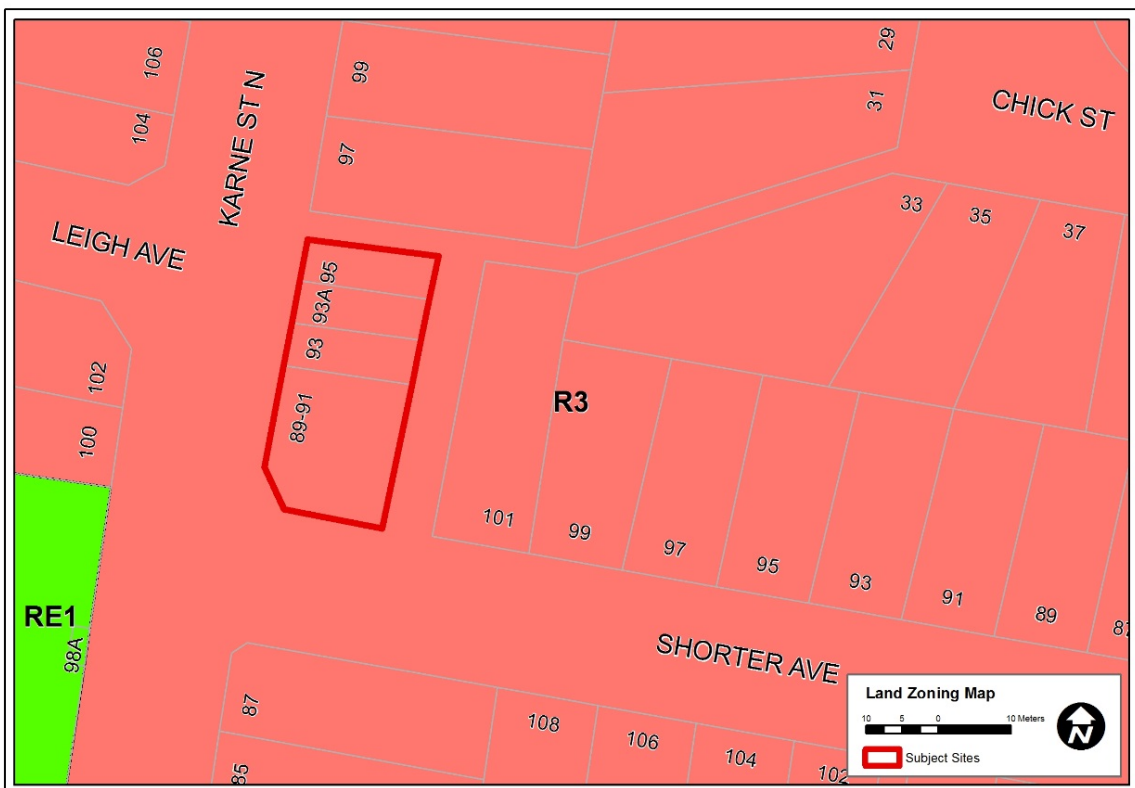 106
104
KARNE ST N
99
97
29
31
CHICK ST
LEIGH AVE
33
35
37
95
93A
93
89-91
102
100
R3
101
99
97
95
93
91
89
RE1
98A
SHORTER AVE
87
85
108
106
104
102
Land Zoning Map
10 5 0 10 Meters
N
Subject Sites